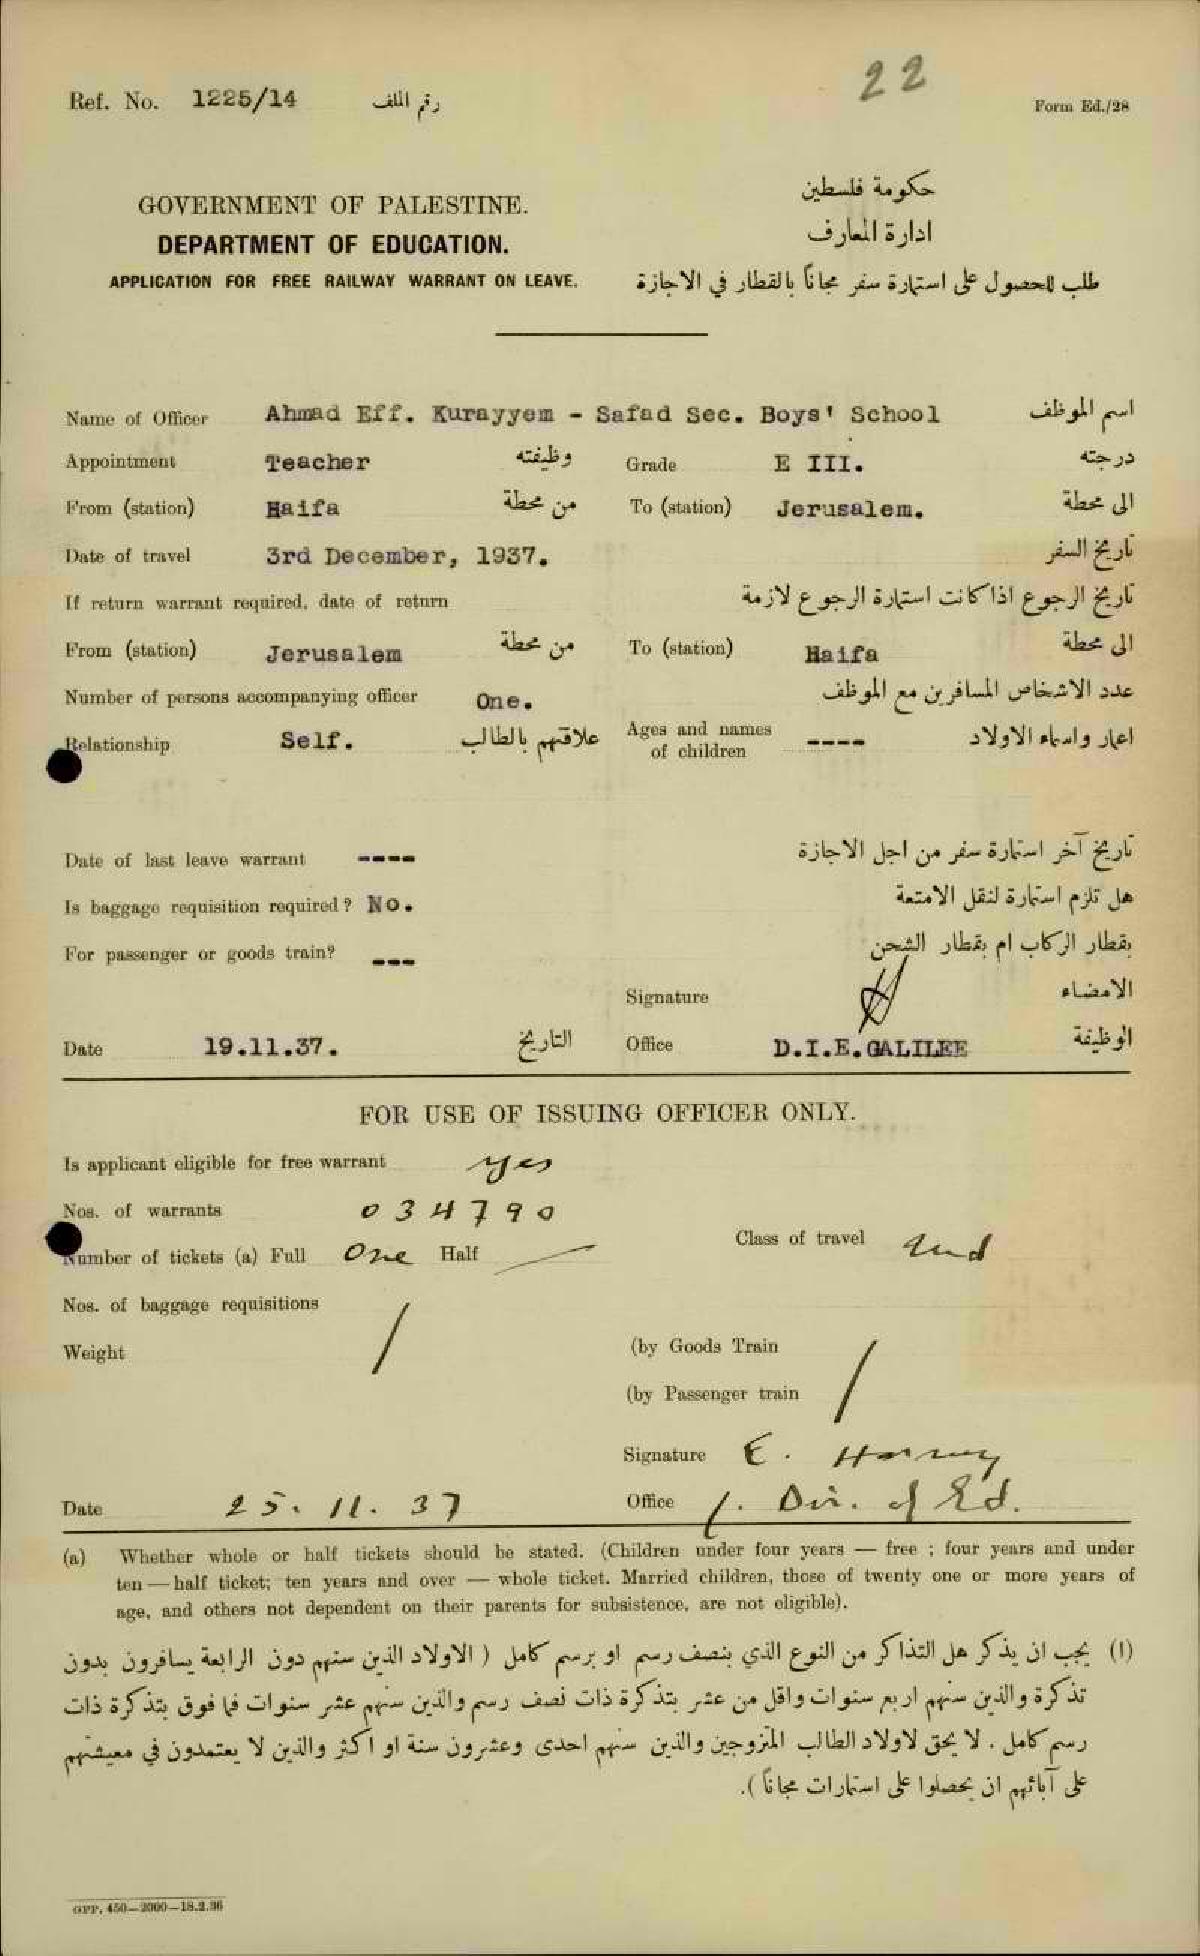 22
Ref. No. 1225/14 رقم الملف
Form Ed./28
GOVERNMENT OF PALESTINE.
DEPARTMENT OF EDUCATION.
APPLICATION FOR FREE RAILWAY WARRANT ON LEAVE.
حكومة فلسطين
ادارة المعارف
طلب للحصول على استمارة سفر مجاناً بالقطار في الاجازة
Name of Officer Ahmad Eff. Kurayyem - Safad Sec. Boys' School اسم الموظف
Appointment Teacher وظيفته Grade E III. درجته
From (station) Haifa من محطة To (station) Jerusalem. الى محطة
Date of travel 3rd December, 1937. تاريخ السفر
If return warrant required, date of return تاريخ الرجوع اذا كانت استمارة الرجوع لازمة
From (station) Jerusalem من محطة To (station) Haifa الى محطة
Number of persons accompanying officer One. عدد الاشخاص المسافرين مع الموظف
Relationship Self. علاقتهم بالطالب Ages and names of children ---- اعمار واسماء الاولاد
Date of last leave warrant ---- تاريخ آخر استمارة سفر من اجل الاجازة
Is baggage requisition required? No. هل تلزم استمارة لنقل الامتعة
For passenger or goods train? --- بقطار الركاب ام بقطار الشحن
Signature الامضاء
Date 19.11.37. التاريخ Office D.I.E.GALILEE الوظيفة
FOR USE OF ISSUING OFFICER ONLY.
Is applicant eligible for free warrant yes
Nos. of warrants 034790
Number of tickets (a) Full One Half Class of travel 2nd
Nos. of baggage requisitions
Weight (by Goods Train
(by Passenger train
Signature E.
Date 25. 11. 37 Office /. Dir. of Ed.
(a) Whether whole or half tickets should be stated. (Children under four years — free ; four years and under
ten — half ticket; ten years and over — whole ticket. Married children, those of twenty one or more years of
age, and others not dependent on their parents for subsistence, are not eligible).
(ا) يجب ان يذكر هل التذاكر من النوع الذي بنصف رسم او برسم كامل ( الاولاد الذين سنهم دون الرابعة يسافرون بدون
تذكرة والذين سنهم اربع سنوات واقل من عشر بتذكرة ذات نصف رسم والذين سنهم عشر سنوات فما فوق بتذكرة ذات
رسم كامل . لا يحق لاولاد الطالب المتزوجين والذين سنهم احدى وعشرون سنة او اكثر والذين لا يعتمدون في معيشتهم
على آبائهم ان يحصلوا على استمارات مجاناً ).
GPP. 450—2000—18.2.36